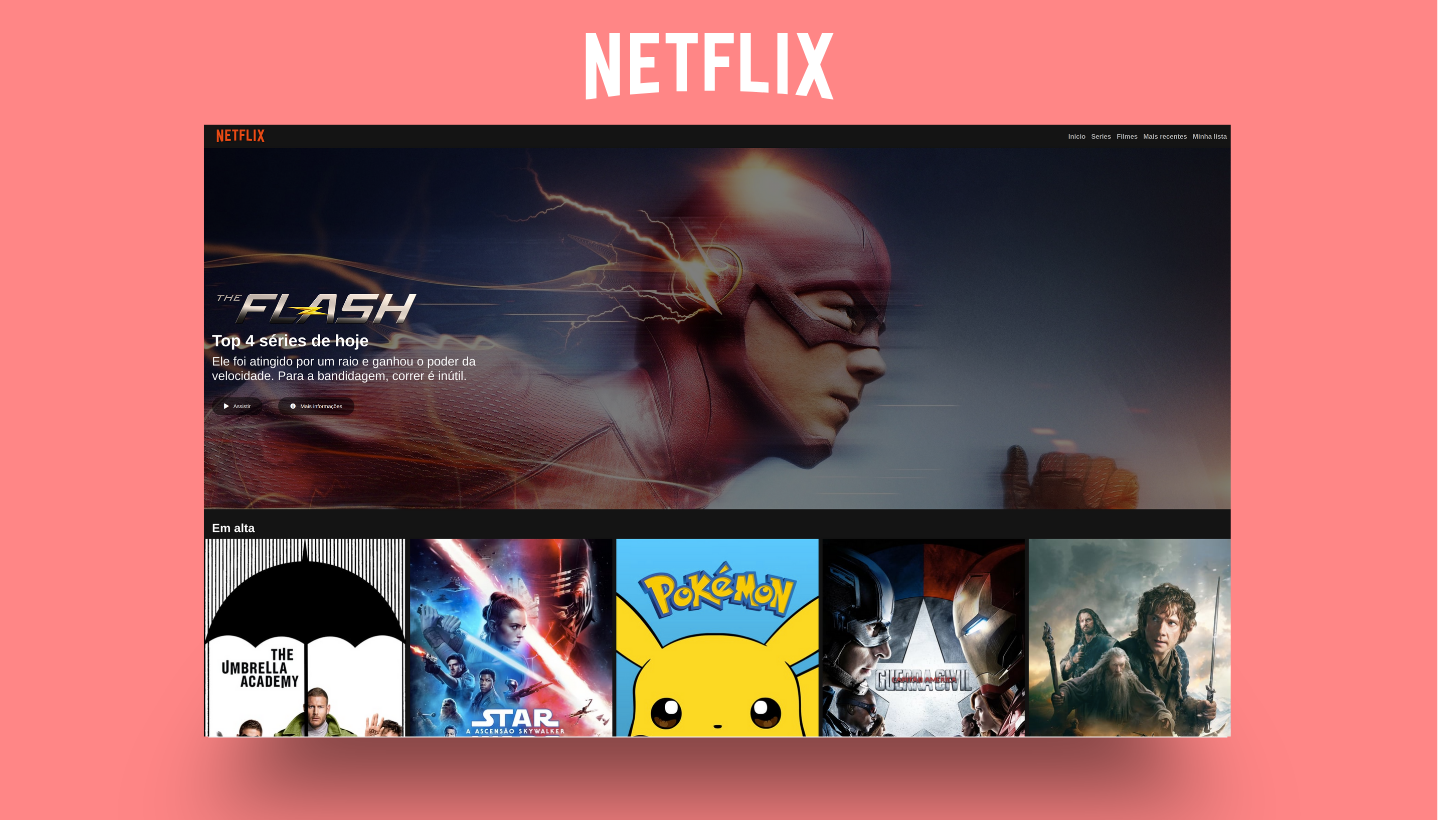 NETFLIX
NETFLIX
Inicio Series Filmes Mais recentes Minha lista
THE FLASH
Top 4 séries de hoje
Ele foi atingido por um raio e ganhou o poder da
velocidade. Para a bandidagem, correr é inútil.
Assistir Mais informações
Em alta
THE
UMBRELLA
ACADEMY
STAR
A ASCENSÃO SKYWALKER
POKÉMON
CAPITÃO AMÉRICA
GUERRA CIVIL